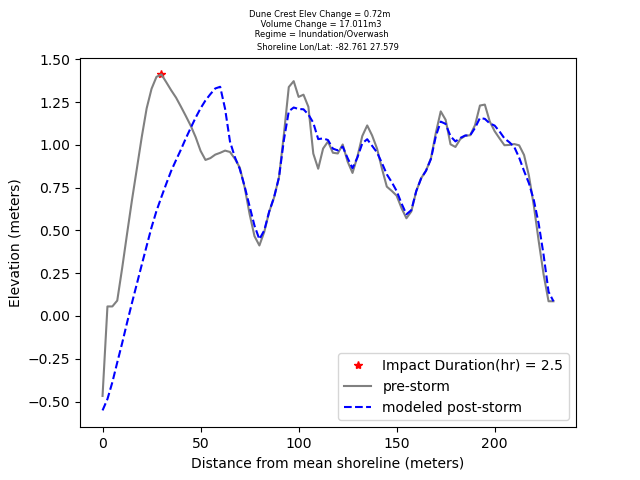 Dune Crest Elev Change = 0.72m
Volume Change = 17.011m3
Regime = Inundation/Overwash
Shoreline Lon/Lat: -82.761 27.579
1.50
1.25
1.00
0.75
0.50
0.25
0.00
−0.25
−0.50
Elevation (meters)
Impact Duration(hr) = 2.5
pre-storm
modeled post-storm
0
50
100
150
200
Distance from mean shoreline (meters)